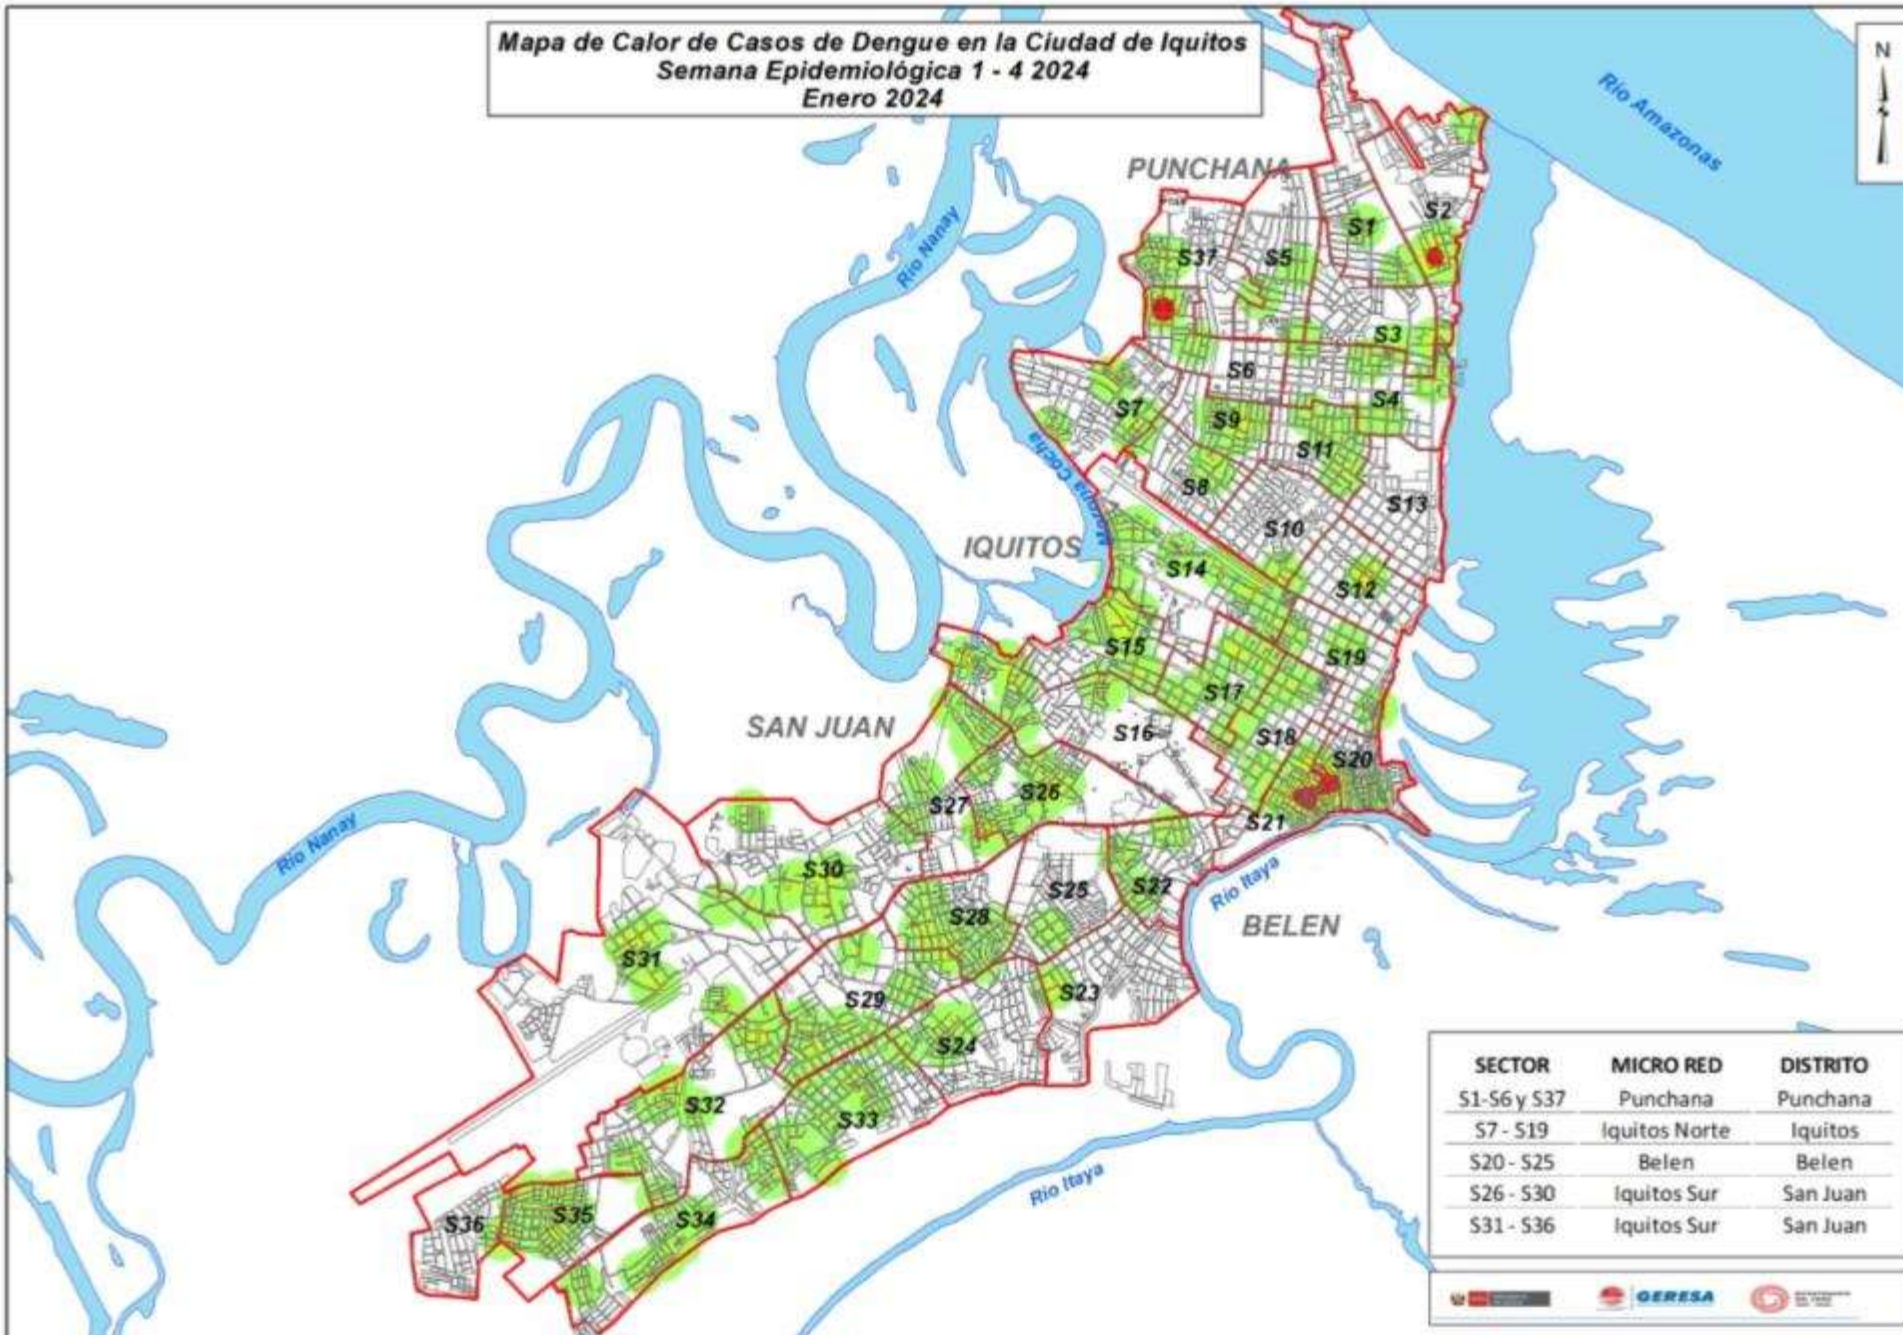 Mapa de Calor de Casos de Dengue en la Ciudad de Iquitos
Semana Epidemiológica 1 - 4 2024
Enero 2024
N
Río Amazonas
PUNCHANA
Río Nanay
S1
S2
S37
S5
S3
S6
S4
S7
S9
S11
S8
S13
S10
Morona Cocha
IQUITOS
S14
S12
S15
S19
S17
SAN JUAN
S16
S18
S20
S26
S27
S21
Río Nanay
S30
S22
S25
Río Itaya
S28
BELEN
S31
S29
S23
S24
S32
S33
Río Itaya
S36
S35
S34
SECTOR MICRO RED DISTRITO
S1-S6 y S37 Punchana Punchana
S7 - S19 Iquitos Norte Iquitos
S20 - S25 Belen Belen
S26 - S30 Iquitos Sur San Juan
S31 - S36 Iquitos Sur San Juan
GERESA